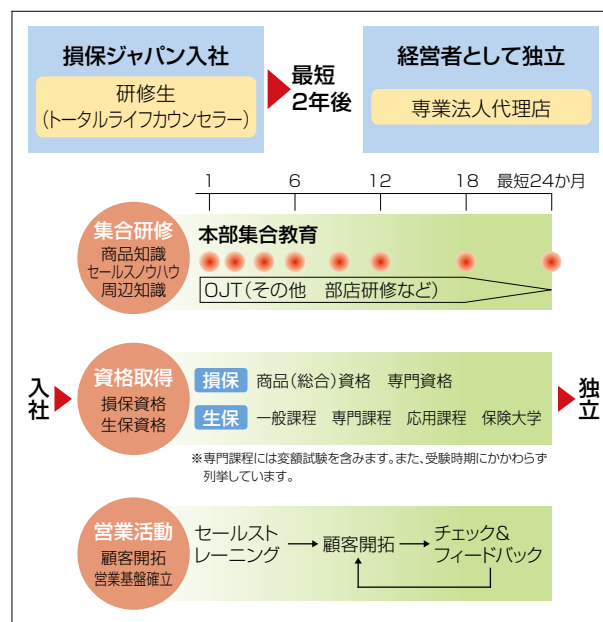 損保ジャパン入社
研修生
(トータルライフカウンセラー)
最短
2年後
経営者として独立
専業法人代理店
1 6 12 18 最短24か月
集合研修
商品知識
セールスノウハウ
周辺知識
本部集合教育
OJT(その他 部店研修など)
入社
資格取得
損保資格
生保資格
損保 商品(総合)資格 専門資格
生保 一般課程 専門課程 応用課程 保険大学
※専門課程には変額試験を含みます。また、受験時期にかかわらず
列挙しています。
独立
営業活動
顧客開拓
営業基盤確立
セールスト
レーニング
顧客開拓
チェック&
フィードバック